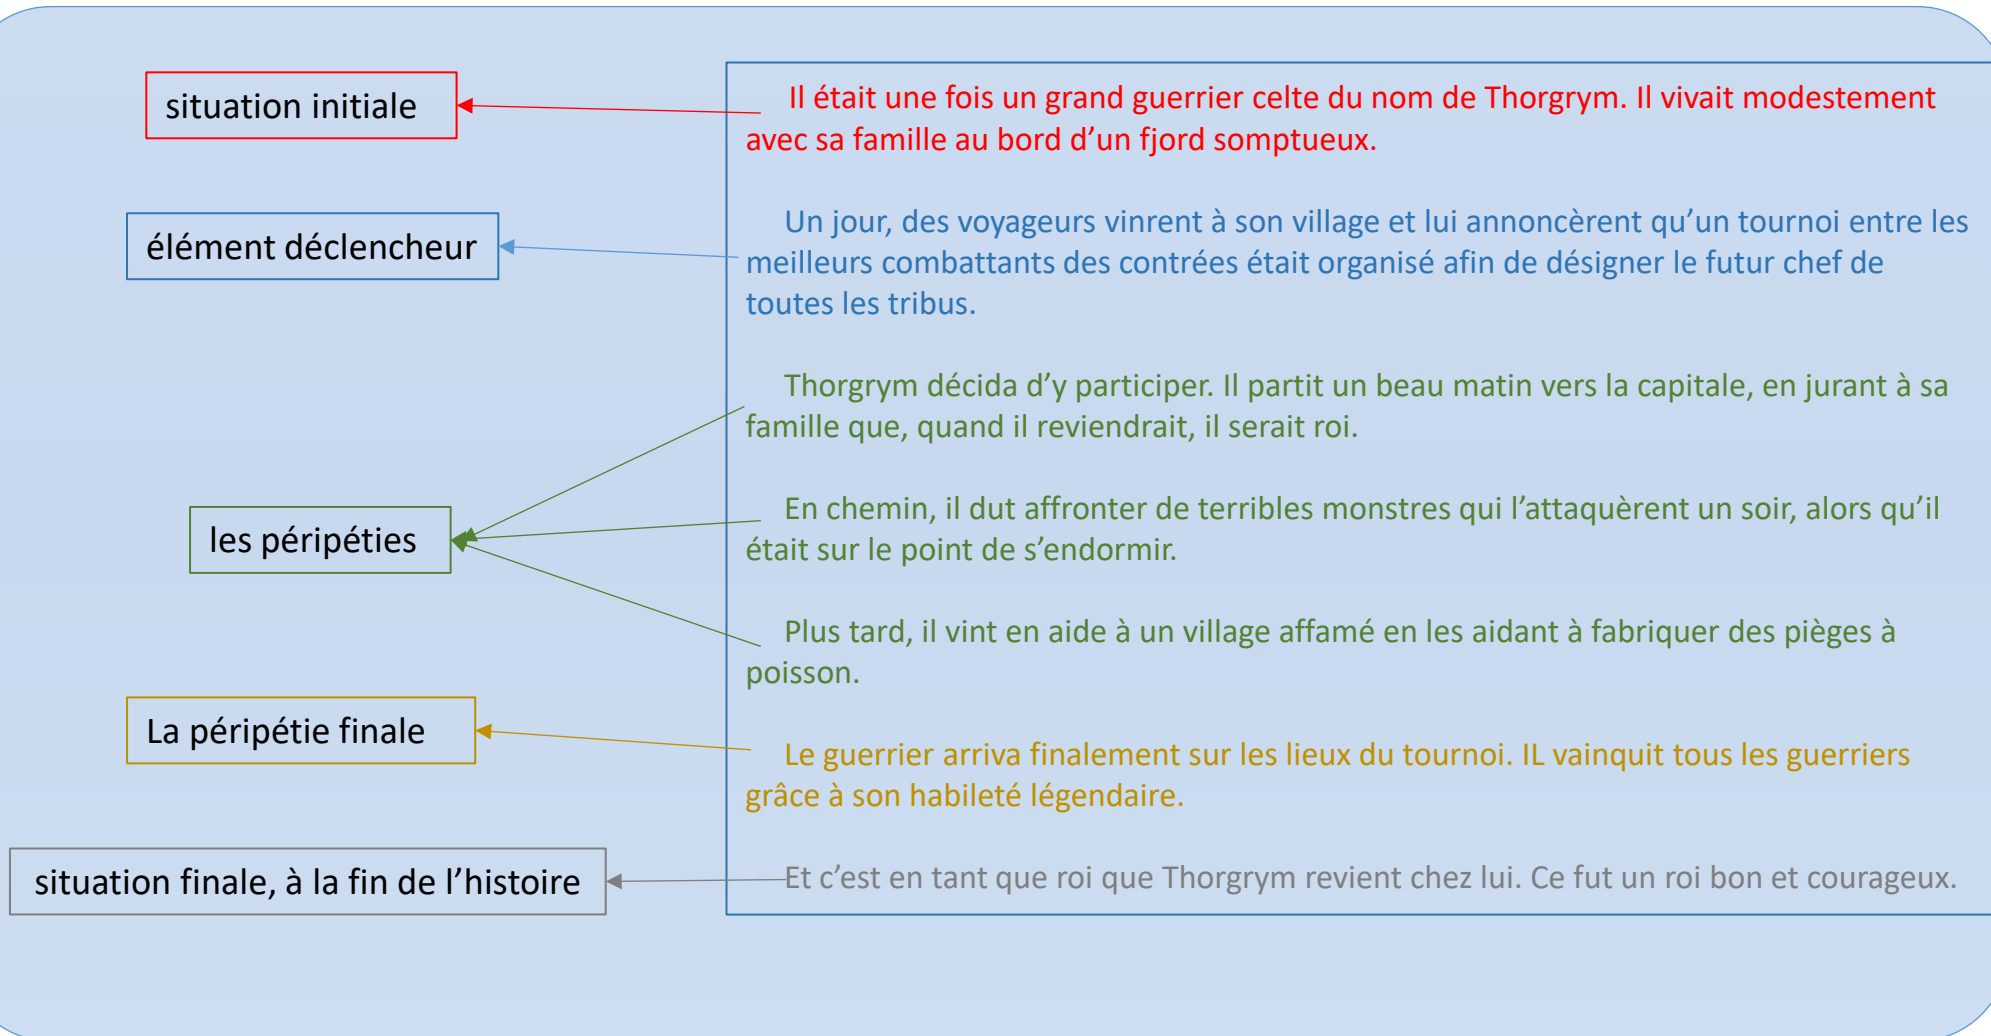 situation initiale
Il était une fois un grand guerrier celte du nom de Thorgrym. Il vivait modestement
avec sa famille au bord d’un fjord somptueux.
élément déclencheur
Un jour, des voyageurs vinrent à son village et lui annoncèrent qu’un tournoi entre les
meilleurs combattants des contrées était organisé afin de désigner le futur chef de
toutes les tribus.
les péripéties
Thorgrym décida d’y participer. Il partit un beau matin vers la capitale, en jurant à sa
famille que, quand il reviendrait, il serait roi.
En chemin, il dut affronter de terribles monstres qui l’attaquèrent un soir, alors qu’il
était sur le point de s’endormir.
Plus tard, il vint en aide à un village affamé en les aidant à fabriquer des pièges à
poisson.
La péripétie finale
Le guerrier arriva finalement sur les lieux du tournoi. IL vainquit tous les guerriers
grâce à son habileté légendaire.
situation finale, à la fin de l’histoire
Et c’est en tant que roi que Thorgrym revient chez lui. Ce fut un roi bon et courageux.